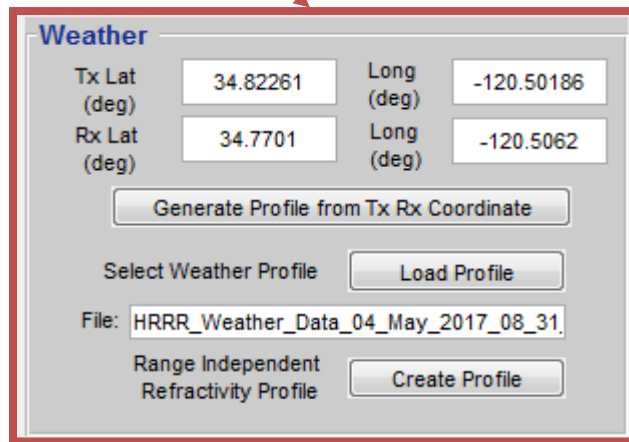 Weather
Tx Lat (deg) 34.82261 Long (deg) -120.50186
Rx Lat (deg) 34.7701 Long (deg) -120.5062
Generate Profile from Tx Rx Coordinate
Select Weather Profile Load Profile
File: HRRR_Weather_Data_04_May_2017_08_31_
Range Independent
Refractivity Profile Create Profile